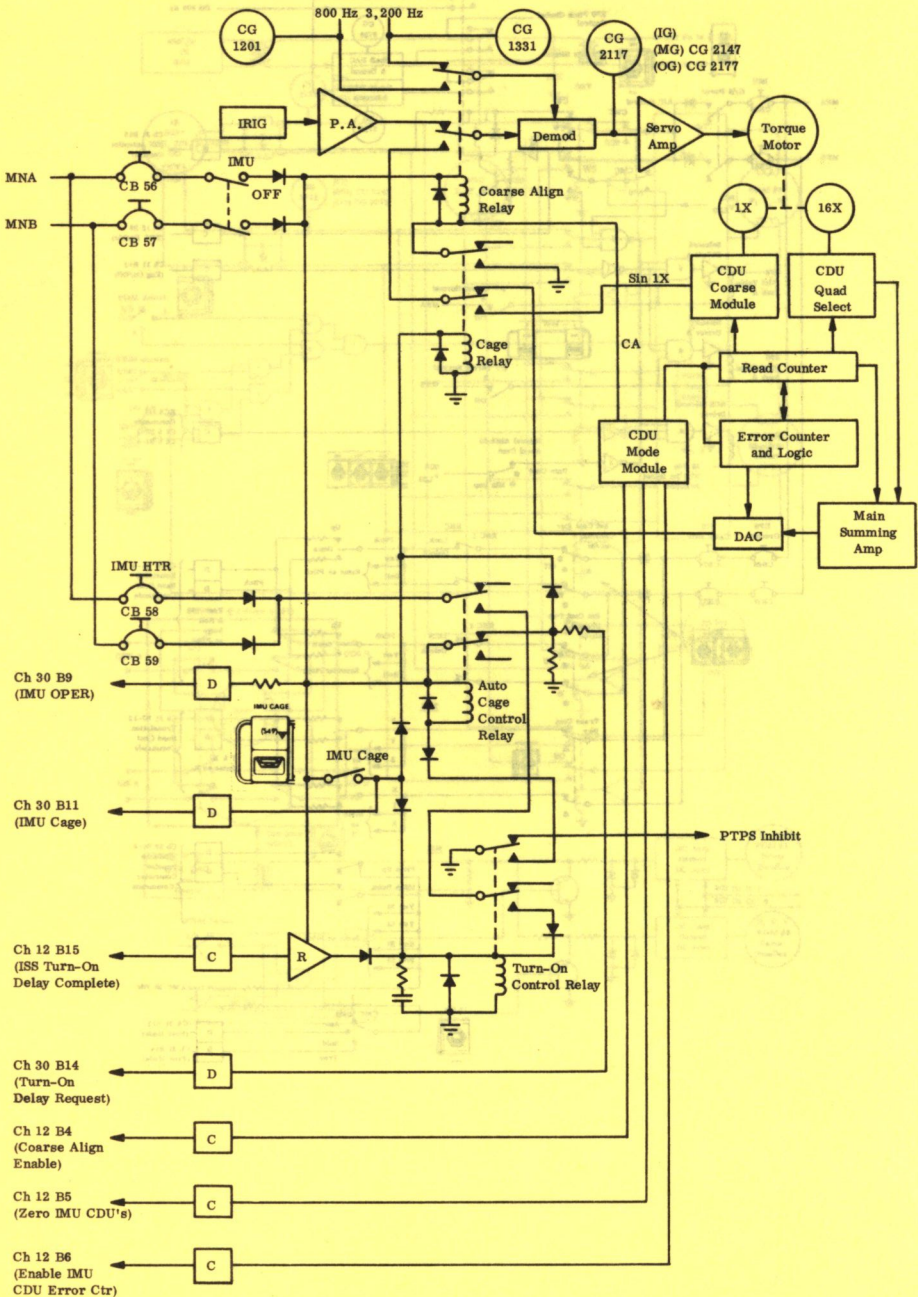 800 Hz 3,200 Hz
CG
1201
CG
1331
CG
2117
(IG)
(MG) CG 2147
(OG) CG 2177
IRIG
P.A.
Demod
Servo
Amp
Torque
Motor
MNA
CB 56
IMU
OFF
MNB
CB 57
Coarse Align
Relay
1X
16X
Sin 1X
CDU
Coarse
Module
CDU
Quad
Select
Cage
Relay
CA
Read Counter
CDU
Mode
Module
Error Counter
and Logic
DAC
Main
Summing
Amp
IMU HTR
CB 58
CB 59
Ch 30 B9
(IMU OPER)
D
Auto
Cage
Control
Relay
IMU CAGE
IMU Cage
Ch 30 B11
(IMU Cage)
D
PTPS Inhibit
Ch 12 B15
(ISS Turn-On
Delay Complete)
C
R
Turn-On
Control Relay
Ch 30 B14
(Turn-On
Delay Request)
D
Ch 12 B4
(Coarse Align
Enable)
C
Ch 12 B5
(Zero IMU CDU's)
C
Ch 12 B6
(Enable IMU
CDU Error Ctr)
C